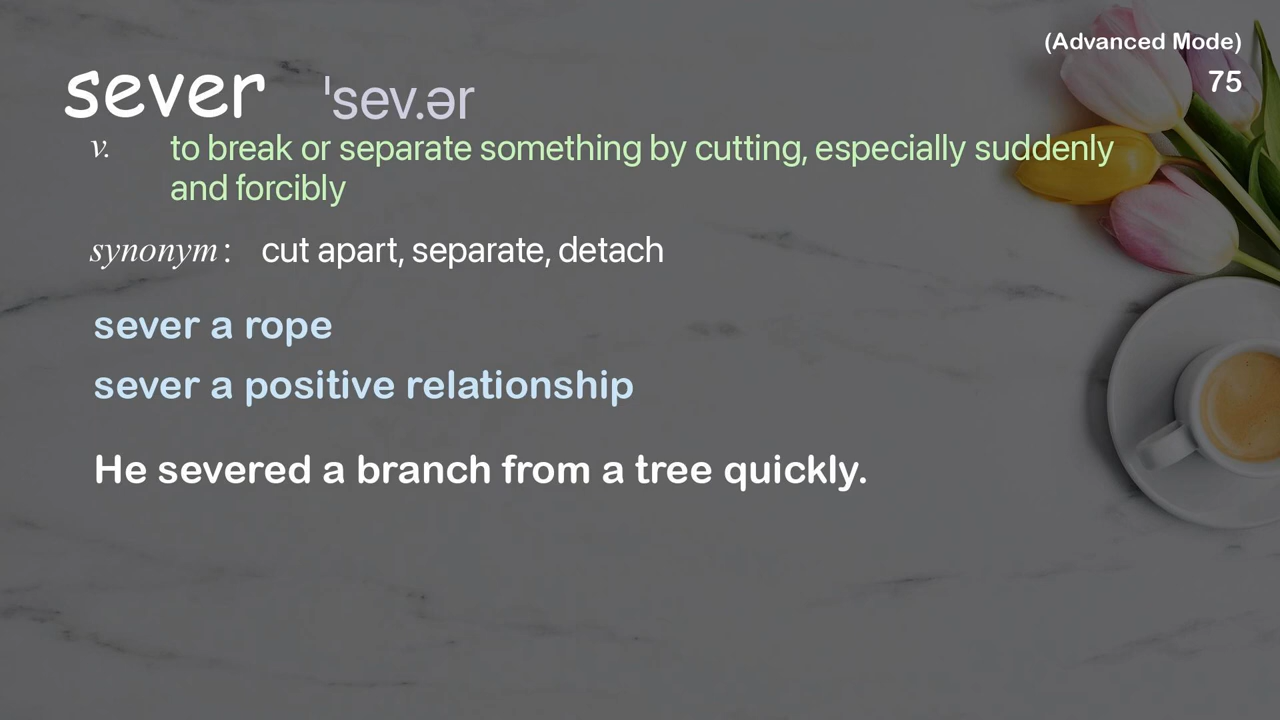 (Advanced Mode)
75
sever ˈsev.ər
v. to break or separate something by cutting, especially suddenly
and forcibly
synonym: cut apart, separate, detach
sever a rope
sever a positive relationship
He severed a branch from a tree quickly.